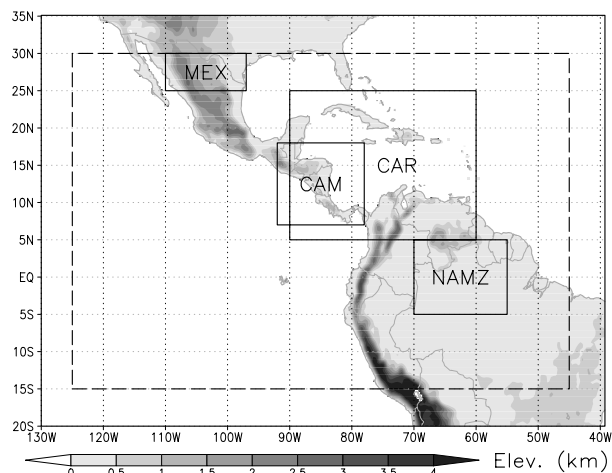 35N
30N
25N
20N
15N
10N
5N
EQ
5S
10S
15S
20S
MEX
CAR
CAM
NAMZ
130W 120W 110W 100W 90W 80W 70W 60W 50W 40W
0 0.5 1 1.5 2 2.5 3 3.5 4 Elev. (km)